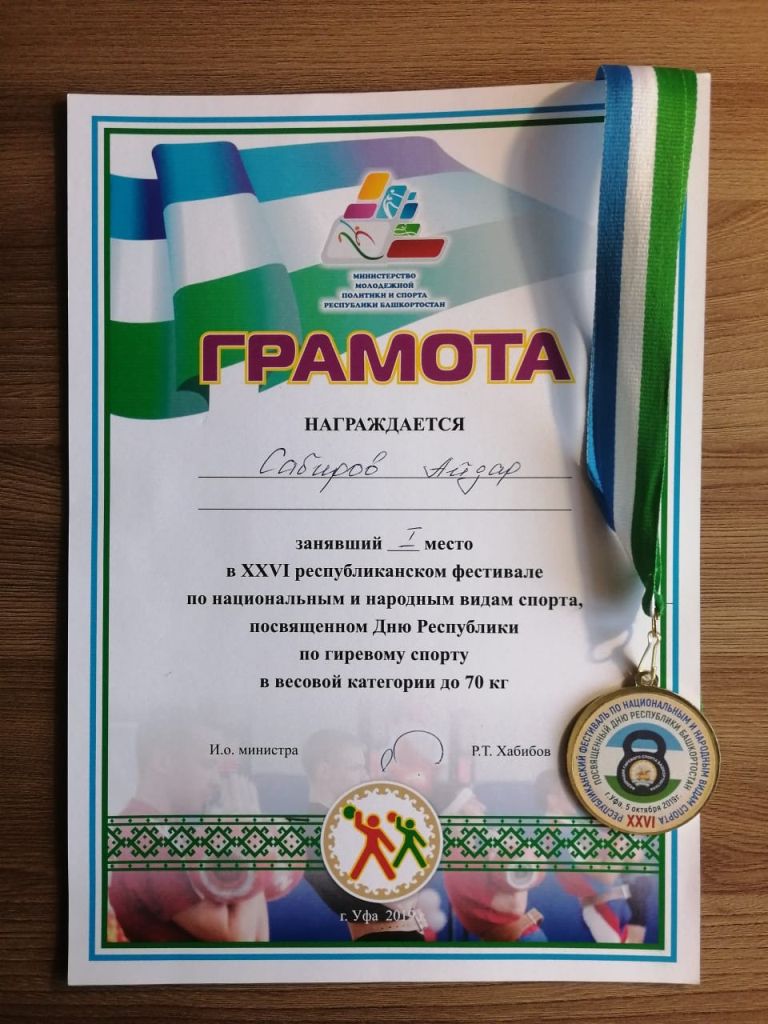 МИНИСТЕРСТВО
МОЛОДЕЖНОЙ
ПОЛИТИКИ И СПОРТА
РЕСПУБЛИКИ БАШКОРТОСТАН
ГРАМОТА
НАГРАЖДАЕТСЯ
Сабиров Айдар
занявший I место
в XXVI республиканском фестивале
по национальным и народным видам спорта,
посвященном Дню Республики
по гиревому спорту
в весовой категории до 70 кг
И.о. министра Р.Т. Хабибов
г. Уфа 2019 г.
XXVI РЕСПУБЛИКАНСКИЙ ФЕСТИВАЛЬ ПО НАЦИОНАЛЬНЫМ И НАРОДНЫМ ВИДАМ СПОРТА
ПОСВЯЩЕННЫЙ ДНЮ РЕСПУБЛИКИ БАШКОРТОСТАН
г.Уфа, 5 октября 2019г.